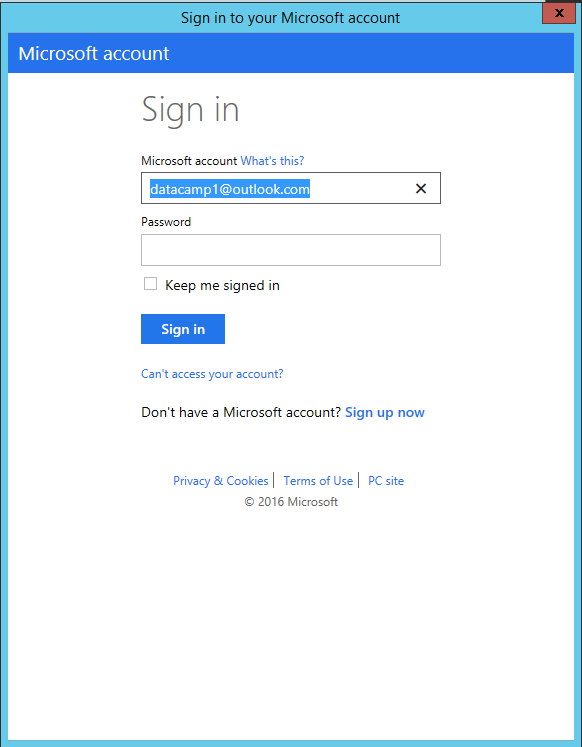 Sign in to your Microsoft account
x
Microsoft account
Sign in
Microsoft account What's this?
datacamp1@outlook.com ✕
Password
Keep me signed in
Sign in
Can't access your account?
Don't have a Microsoft account? Sign up now
Privacy & Cookies | Terms of Use | PC site
© 2016 Microsoft